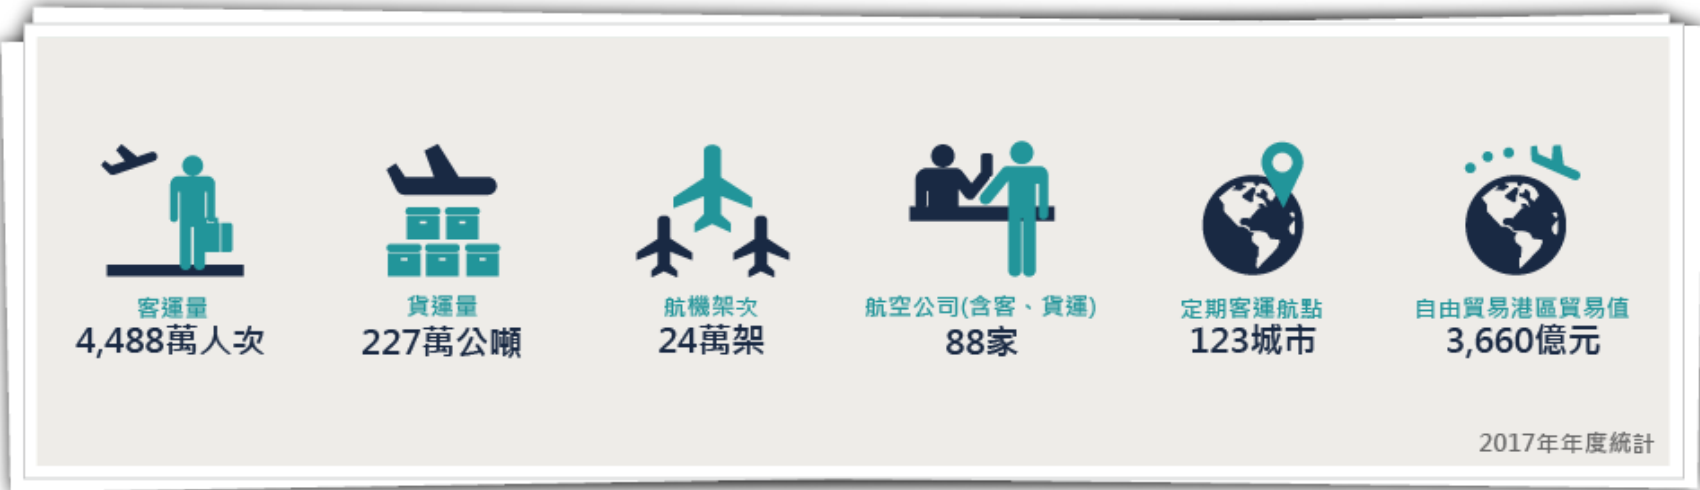 客運量
4,488萬人次
貨運量
227萬公噸
航機架次
24萬架
航空公司(含客、貨運)
88家
定期客運航點
123城市
自由貿易港區貿易值
3,660億元
2017年年度統計